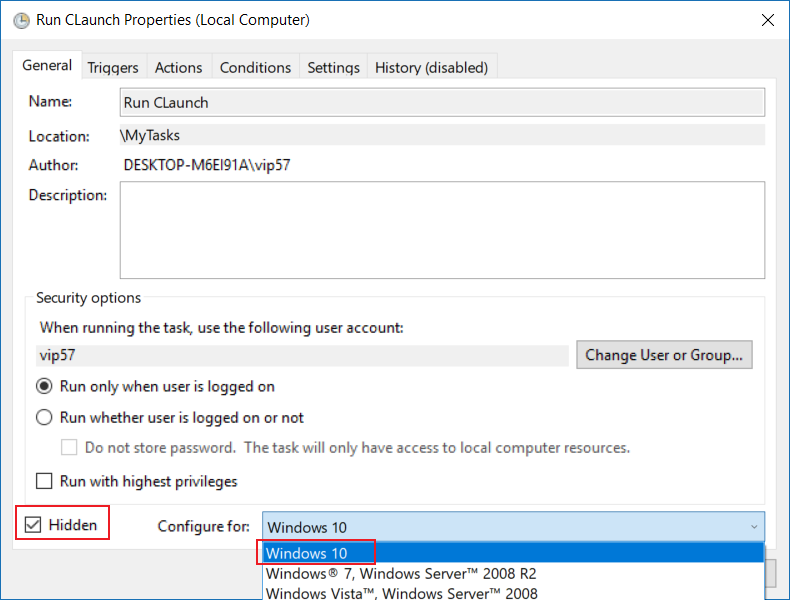 Run CLaunch Properties (Local Computer)
General Triggers Actions Conditions Settings History (disabled)
Name: Run CLaunch
Location: \MyTasks
Author: DESKTOP-M6EI91A\vip57
Description:
Security options
When running the task, use the following user account:
vip57 Change User or Group...
Run only when user is logged on
Run whether user is logged on or not
Do not store password. The task will only have access to local computer resources.
Run with highest privileges
Hidden Configure for: Windows 10
Windows 10
Windows® 7, Windows Server™ 2008 R2
Windows Vista™, Windows Server™ 2008